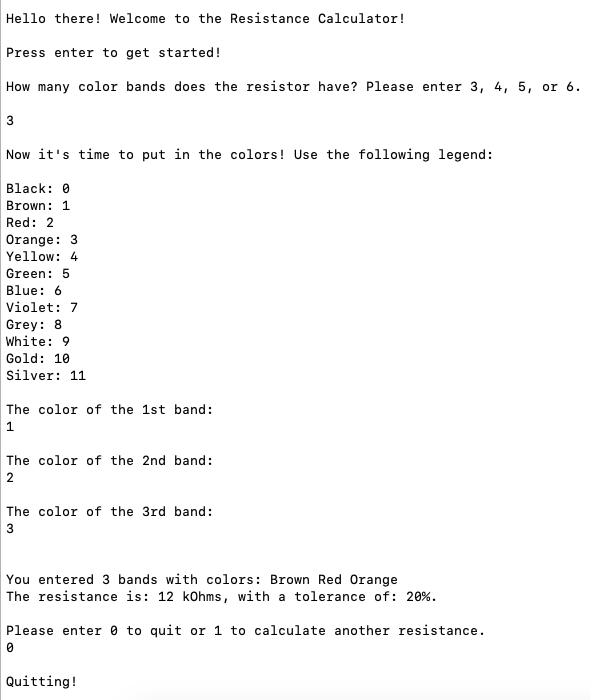 Hello there! Welcome to the Resistance Calculator!
Press enter to get started!
How many color bands does the resistor have? Please enter 3, 4, 5, or 6.
3
Now it's time to put in the colors! Use the following legend:
Black: 0
Brown: 1
Red: 2
Orange: 3
Yellow: 4
Green: 5
Blue: 6
Violet: 7
Grey: 8
White: 9
Gold: 10
Silver: 11
The color of the 1st band:
1
The color of the 2nd band:
2
The color of the 3rd band:
3
You entered 3 bands with colors: Brown Red Orange
The resistance is: 12 kOhms, with a tolerance of: 20%.
Please enter 0 to quit or 1 to calculate another resistance.
0
Quitting!